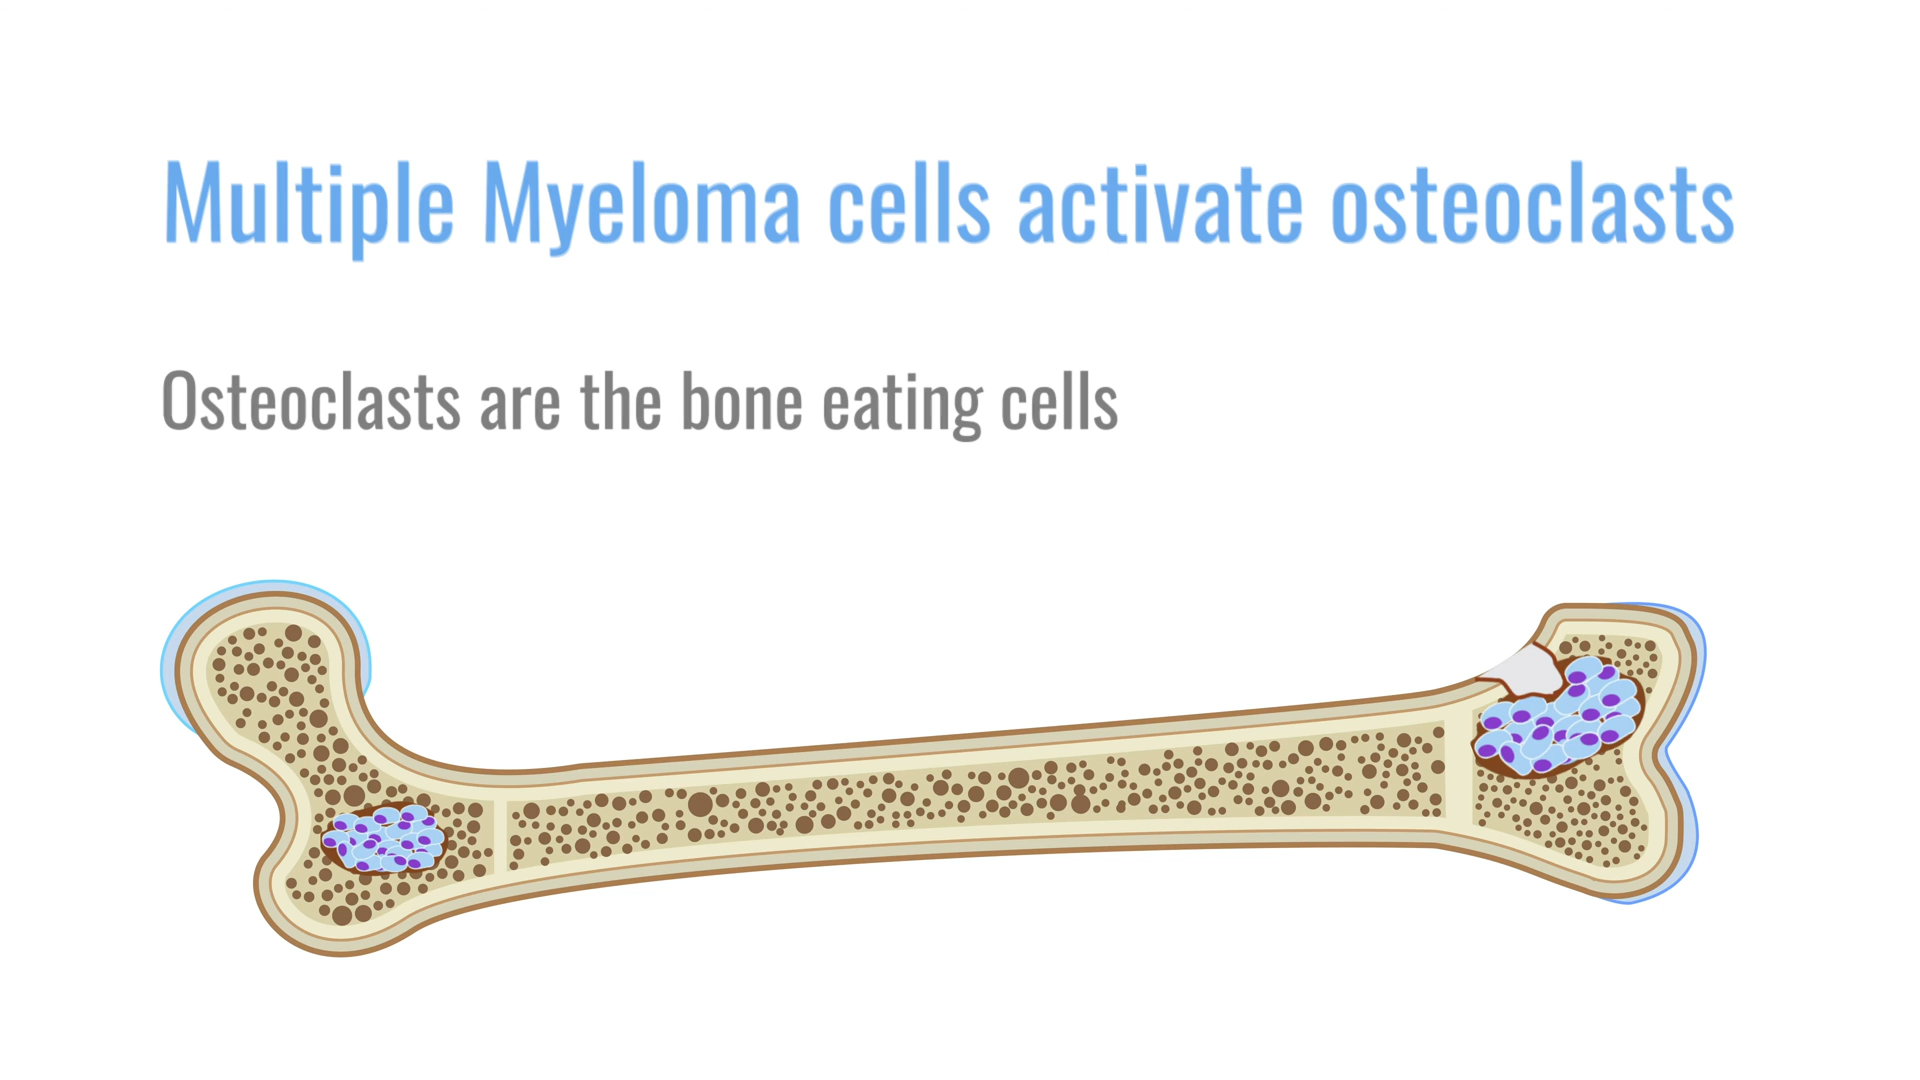 Multiple Myeloma cells activate osteoclasts
Osteoclasts are the bone eating cells